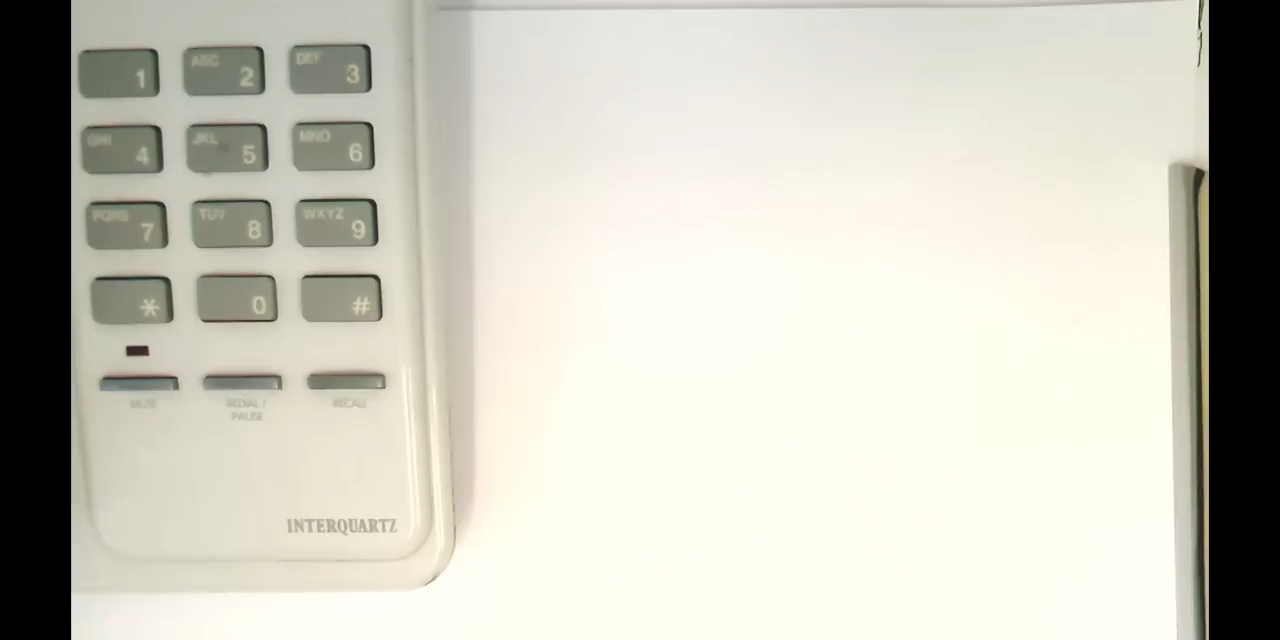 1 ABC 2 DEF 3
GHI 4 JKL 5 MNO 6
PQRS 7 TUV 8 WXYZ 9
* 0 #
MUTE REDIAL / RECALL
PAUSE
INTERQUARTZ